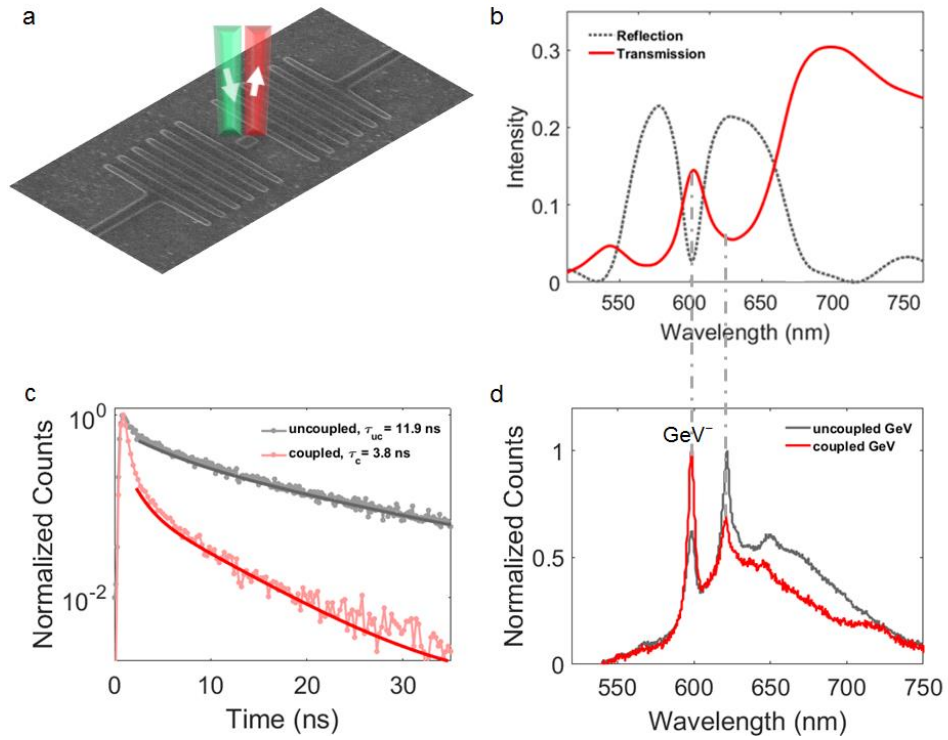 a
b
Reflection
Transmission
0.3
0.2
0.1
0
Intensity
550
600
650
700
760
Wavelength (nm)
c
uncoupled, τuc = 11.9 ns
coupled, τc = 3.8 ns
10⁰
10⁻²
Normalized Counts
0
10
20
30
Time (ns)
d
GeV⁻
uncoupled GeV
coupled GeV
1
0.5
0
Normalized Counts
550
600
650
700
750
Wavelength (nm)